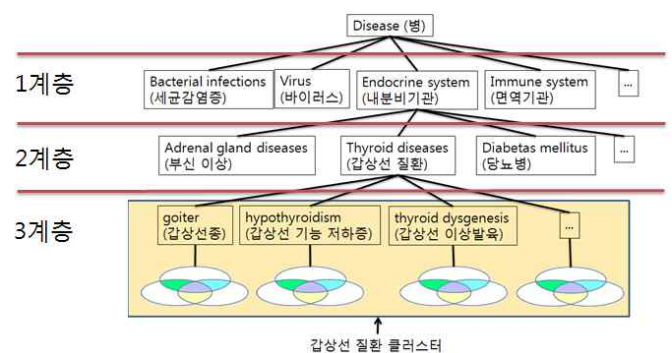 Disease (병)
1계층
Bacterial infections
(세균감염증)
Virus
(바이러스)
Endocrine system
(내분비기관)
Immune system
(면역기관)
...
2계층
Adrenal gland diseases
(부신 이상)
Thyroid diseases
(갑상선 질환)
Diabetas mellitus
(당뇨병)
...
3계층
goiter
(갑상선종)
hypothyroidism
(갑상선 기능 저하증)
thyroid dysgenesis
(갑상선 이상발육)
...
갑상선 질환 클러스터